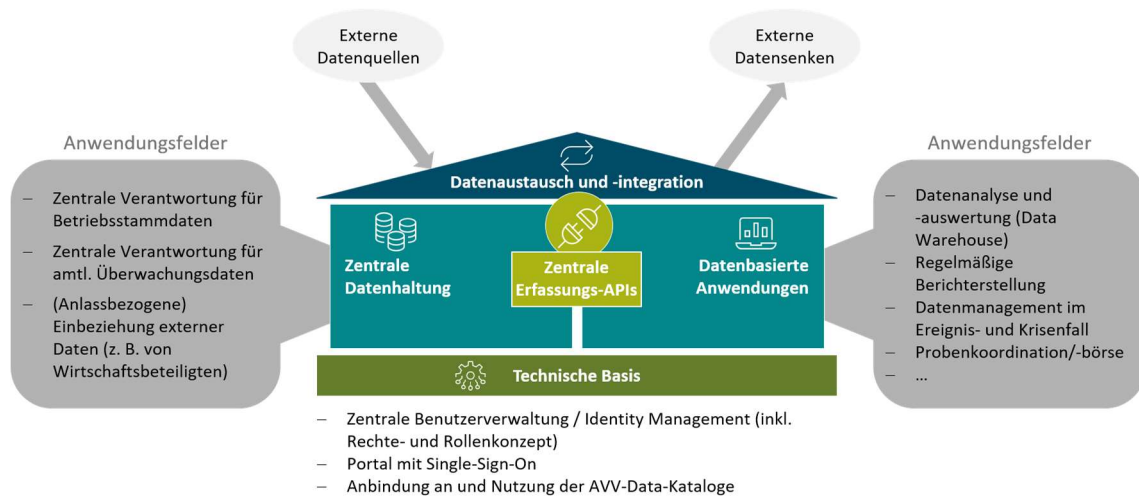 Externe
Datenquellen
Externe
Datensenken
Anwendungsfelder
– Zentrale Verantwortung für
Betriebsstammdaten
– Zentrale Verantwortung für
amtl. Überwachungsdaten
– (Anlassbezogene)
Einbeziehung externer
Daten (z. B. von
Wirtschaftsbeteiligten)
Datenaustausch und -integration
Zentrale
Datenhaltung
Zentrale
Erfassungs-APIs
Datenbasierte
Anwendungen
Technische Basis
– Zentrale Benutzerverwaltung / Identity Management (inkl.
Rechte- und Rollenkonzept)
– Portal mit Single-Sign-On
– Anbindung an und Nutzung der AVV-Data-Kataloge
Anwendungsfelder
– Datenanalyse und
-auswertung (Data
Warehouse)
– Regelmäßige
Berichterstellung
– Datenmanagement im
Ereignis- und Krisenfall
– Probenkoordination/-börse
– ...